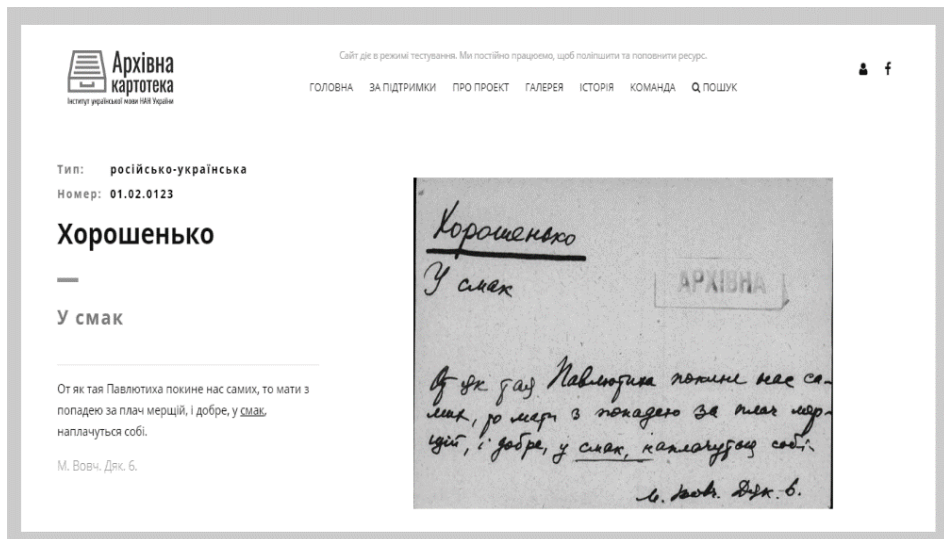 Архівна
картотека
Інститут української мови НАН України
Сайт діє в режимі тестування. Ми постійно працюємо, щоб поліпшити та поповнити ресурс.
ГОЛОВНА ЗА ПІДТРИМКИ ПРО ПРОЕКТ ГАЛЕРЕЯ ІСТОРІЯ КОМАНДА ПОШУК
Тип: російсько-українська
Номер: 01.02.0123
Хорошенько
У смак
От як тая Павлютиха покине нас самих, то мати з
попадею за плач мерщій, і добре, у смак,
наплачуться собі.
М. Вовч. Дяк. 6.
Хорошенько
У смак
АРХІВНА
От як тая Павлютиха покине нас са-
мих, то мати з попадею за плач мер-
щій, і добре, у смак, наплачуться собі.
М. Вовч. Дяк. 6.